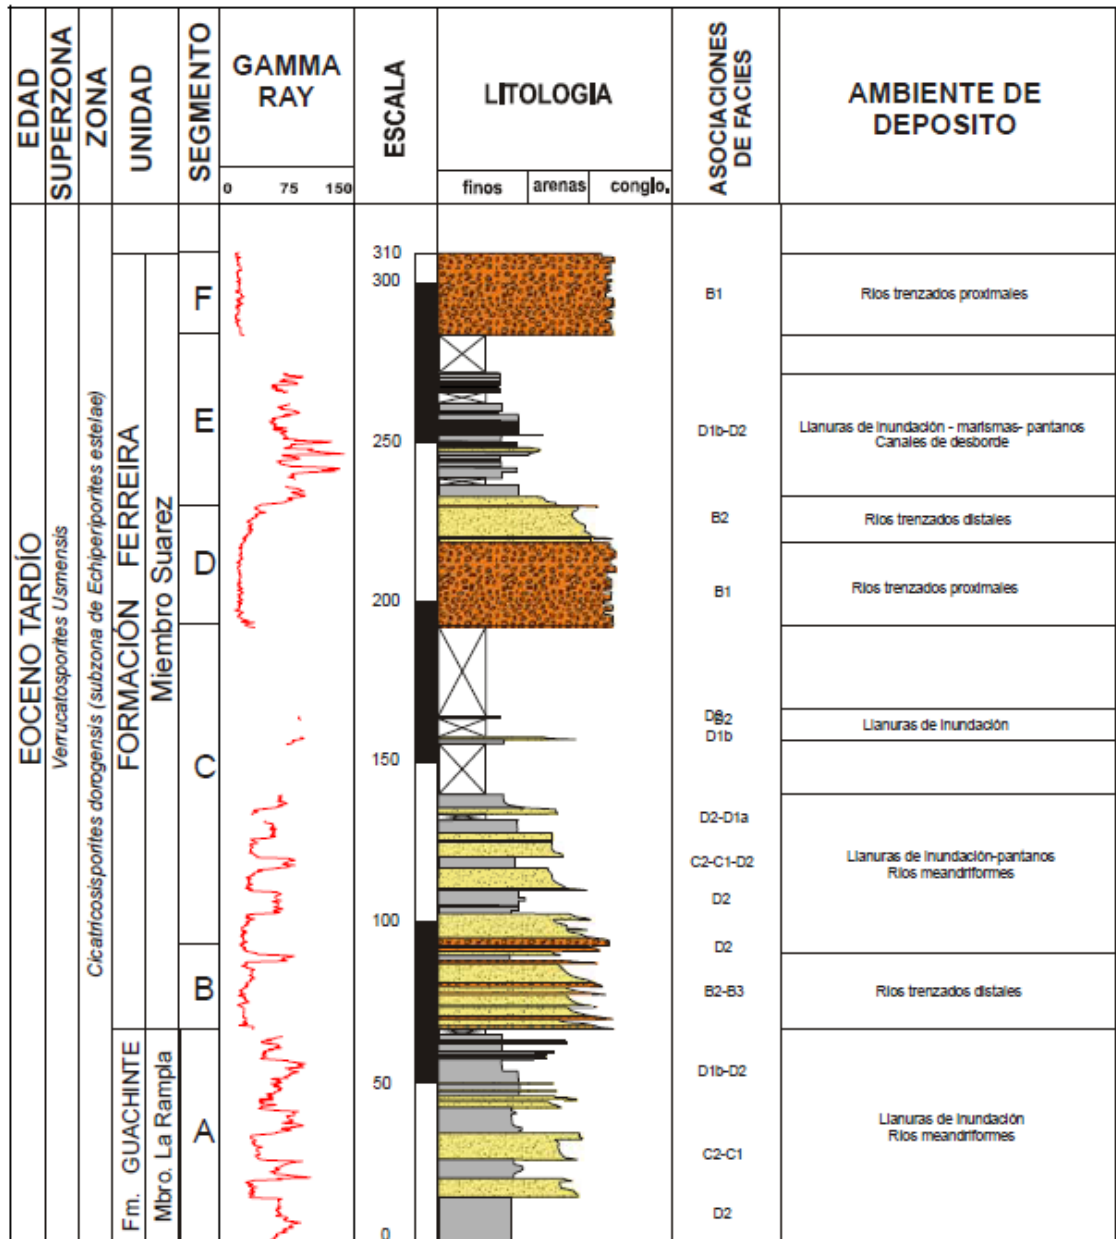 EDAD
SUPERZONA
ZONA
UNIDAD
SEGMENTO
GAMMA
RAY
0 75 150
ESCALA
LITOLOGIA
finos arenas conglo.
ASOCIACIONES
DE FACIES
AMBIENTE DE
DEPOSITO
EOCENO TARDÍO
Verrucatosporites Usmensis
Cicatricosisporites dorogensis (subzona de Echiperiporites estelae)
FORMACIÓN FERREIRA
Miembro Suarez
Fm. GUACHINTE
Mbro. La Rampla
F
E
D
C
B
A
310
300
250
200
150
100
50
0
B1
D1b-D2
B2
B1
B2
D1b
D2-D1a
C2-C1-D2
D2
D2
B2-B3
D1b-D2
C2-C1
D2
Rios trenzados proximales
Llanuras de Inundación - marismas- pantanos
Canales de desborde
Rios trenzados distales
Rios trenzados proximales
Llanuras de Inundación
Llanuras de Inundación-pantanos
Rios meandriformes
Rios trenzados distales
Llanuras de Inundación
Rios meandriformes